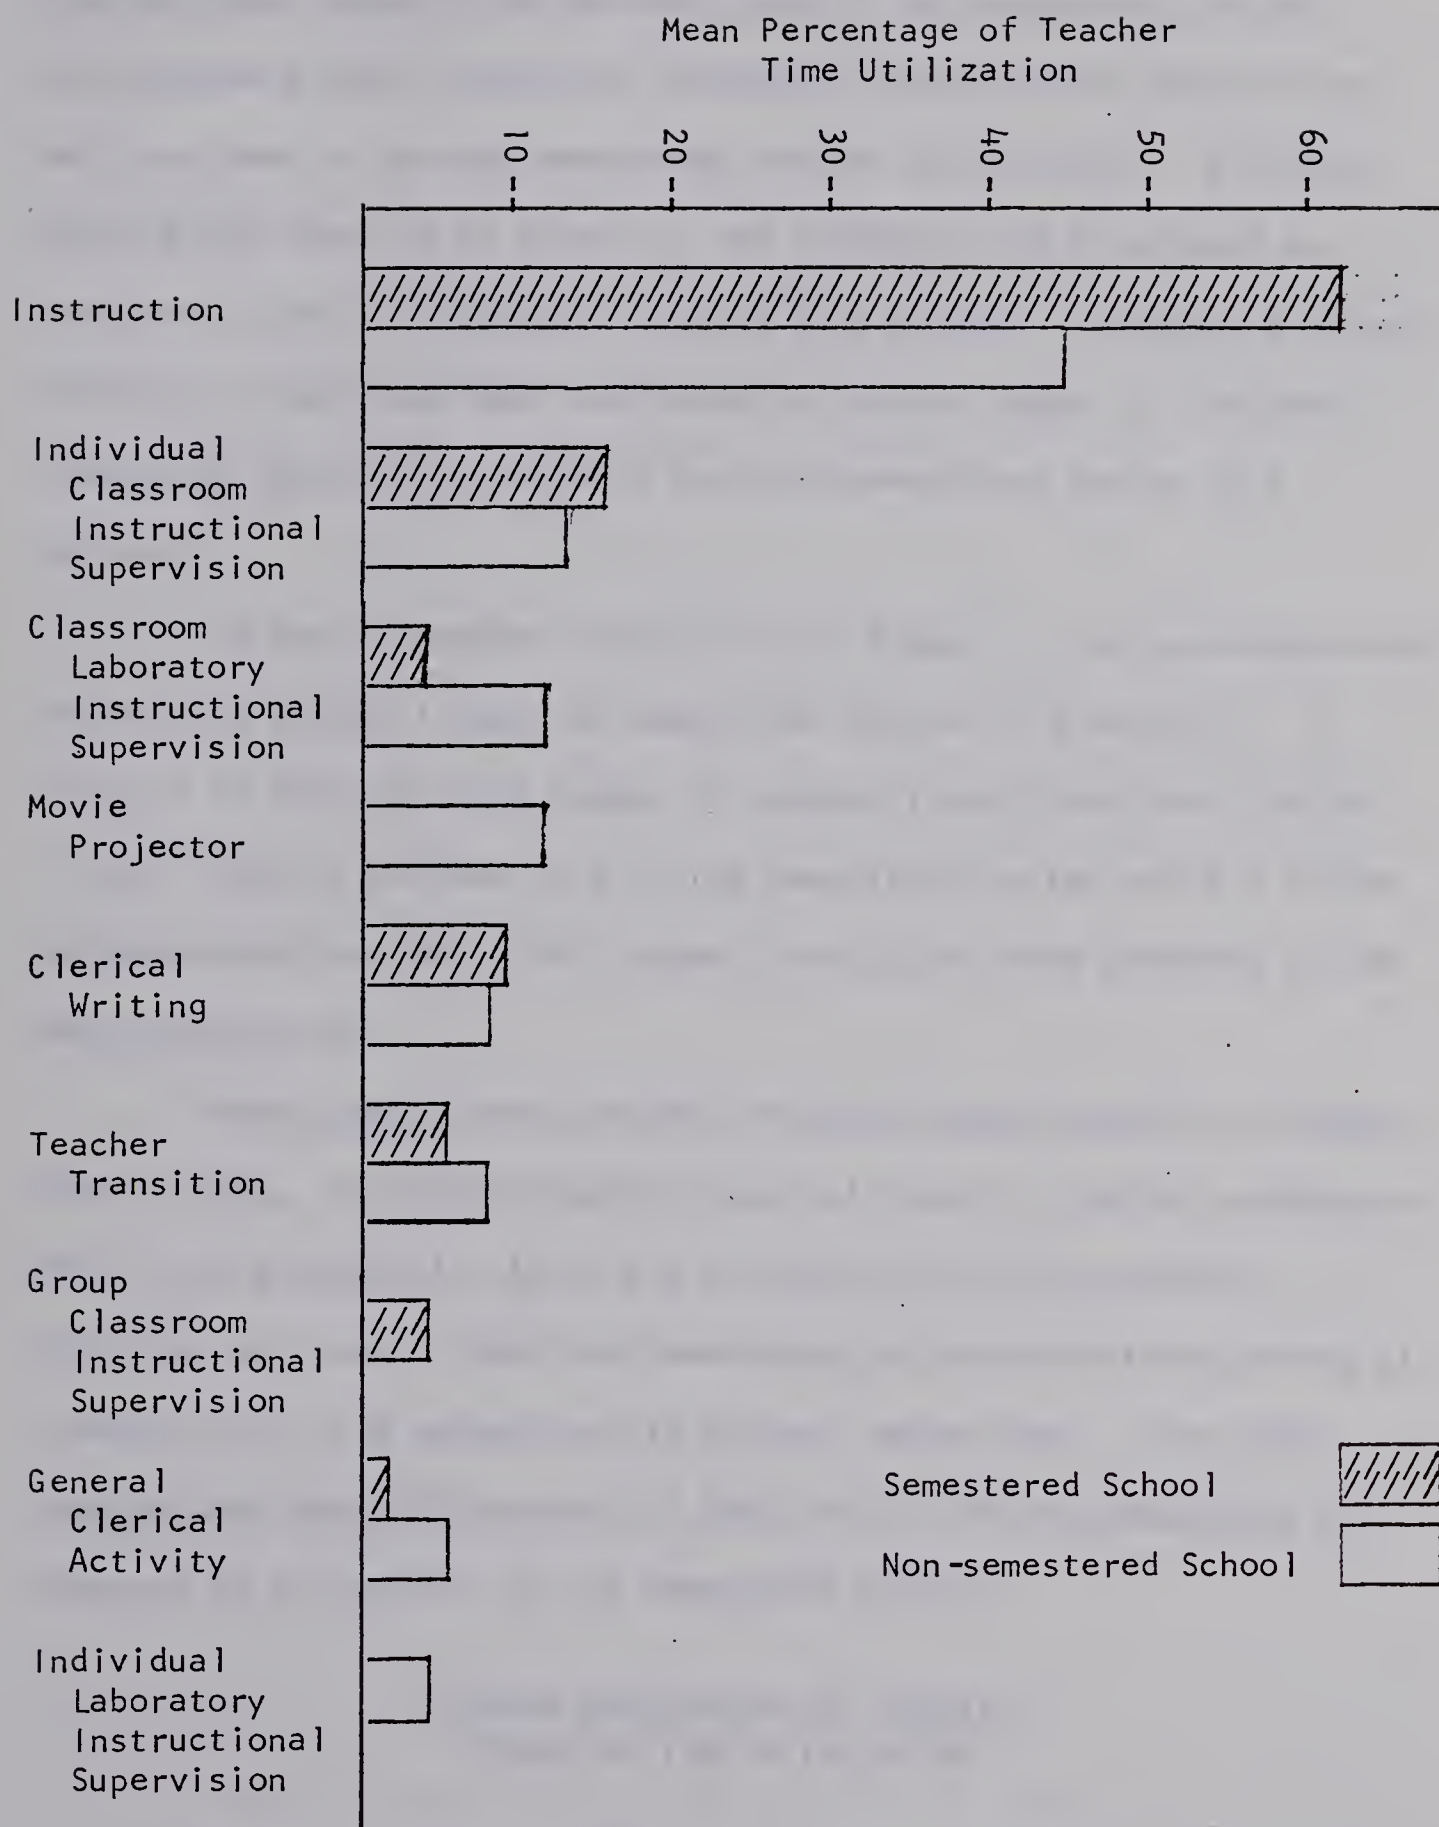 Mean Percentage of Teacher
Time Utilization
10-
20-
30-
40-
50-
60-
Instruction
Individual
Classroom
Instructional
Supervision
Classroom
Laboratory
Instructional
Supervision
Movie
Projector
Clerical
Writing
Teacher
Transition
Group
Classroom
Instructional
Supervision
General
Clerical
Activity
Semestered School
Non-semestered School
Individual
Laboratory
Instructional
Supervision